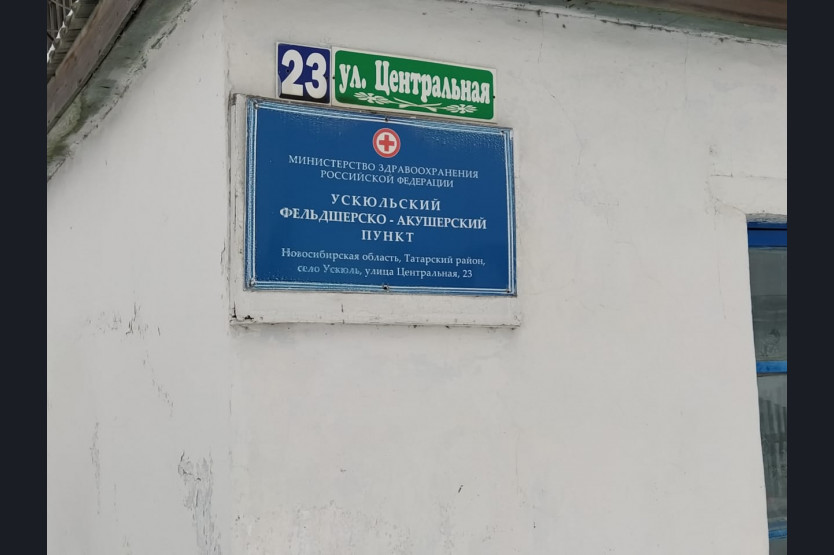 23 ул. Центральная
МИНИСТЕРСТВО ЗДРАВООХРАНЕНИЯ
РОССИЙСКОЙ ФЕДЕРАЦИИ
УСКЮЛЬСКИЙ
ФЕЛЬДШЕРСКО - АКУШЕРСКИЙ
ПУНКТ
Новосибирская область, Татарский район,
село Ускюль, улица Центральная, 23